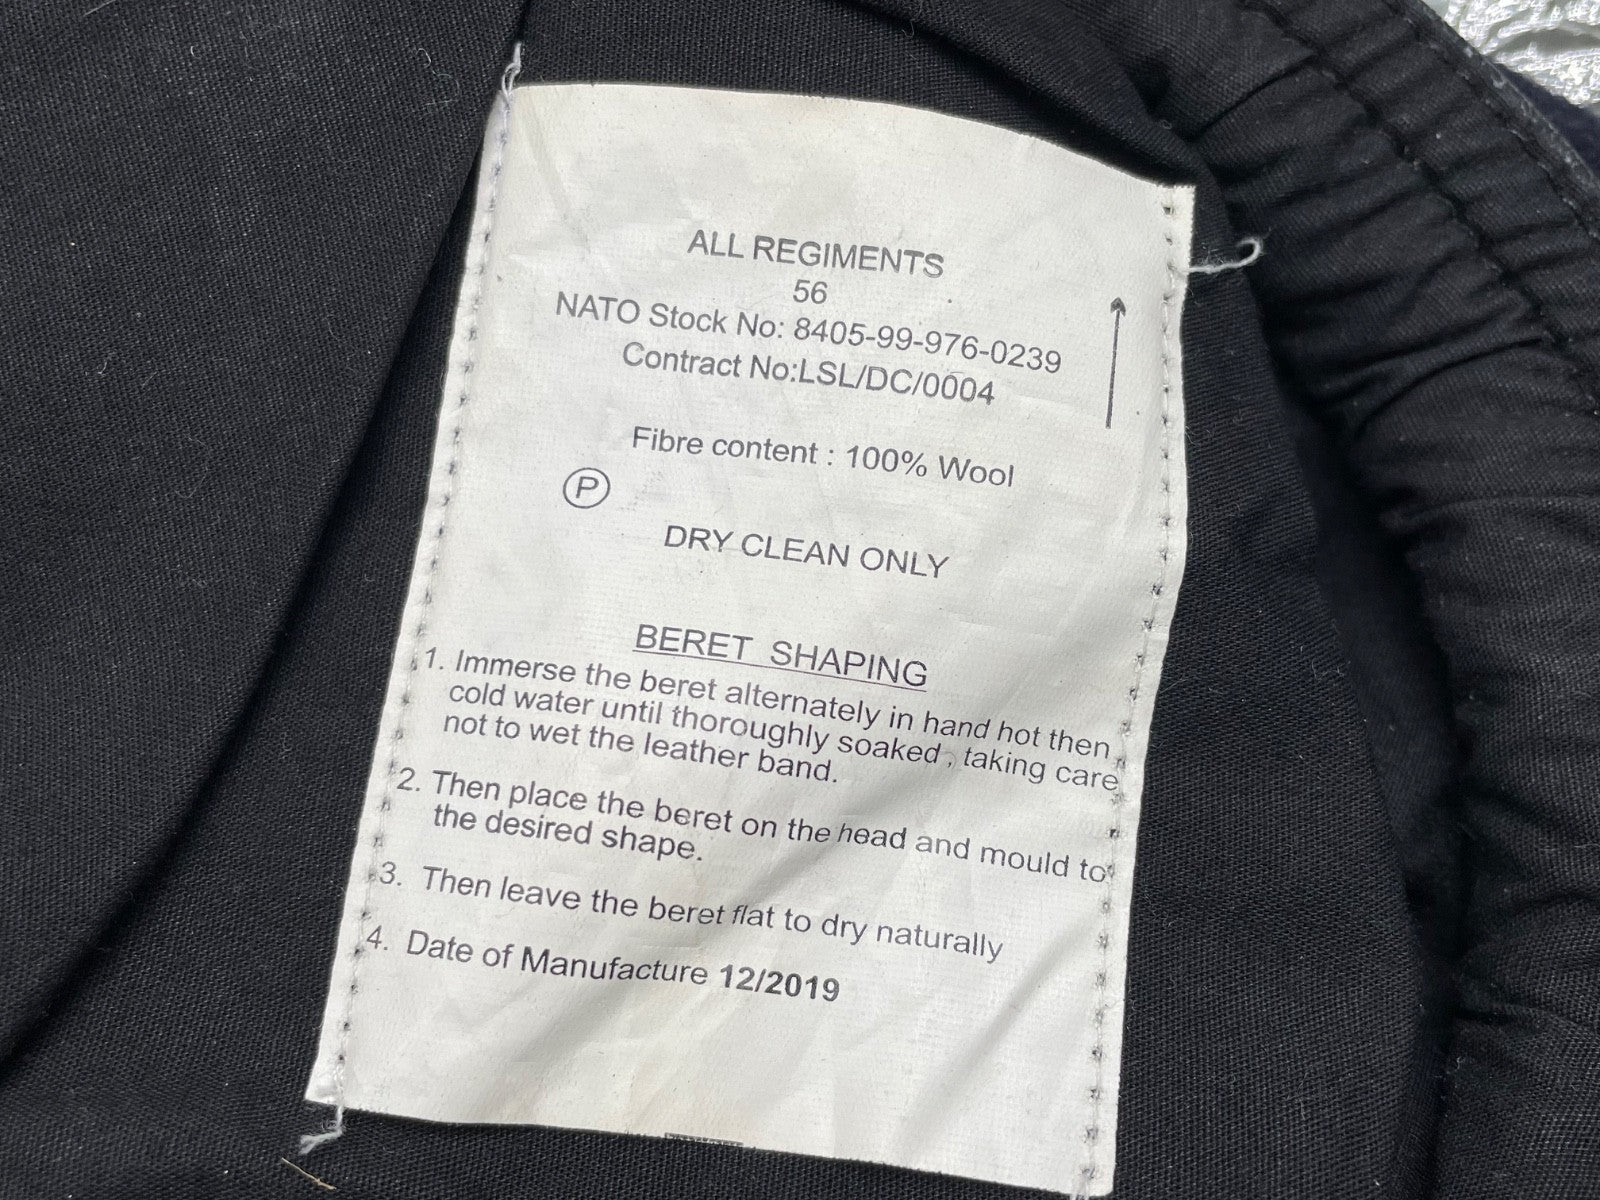 ALL REGIMENTS
56
NATO Stock No: 8405-99-976-0239
Contract No:LSL/DC/0004
Fibre content : 100% Wool
P
DRY CLEAN ONLY
BERET SHAPING
1. Immerse the beret alternately in hand hot then
cold water until thoroughly soaked , taking care
not to wet the leather band.
2. Then place the beret on the head and mould to
the desired shape.
3. Then leave the beret flat to dry naturally
4. Date of Manufacture 12/2019